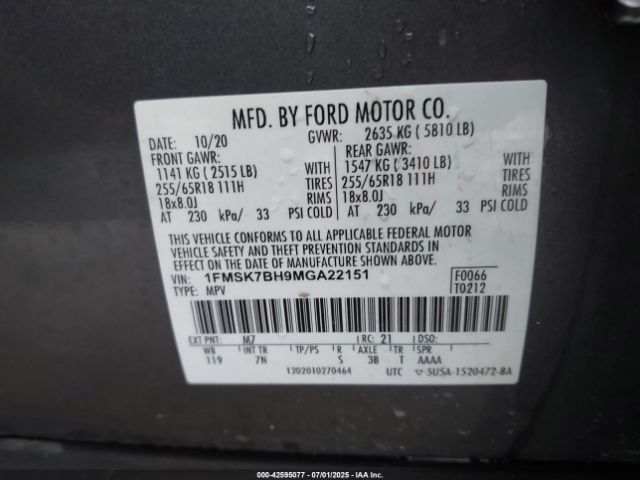 MFD. BY FORD MOTOR CO.
DATE: 10/20 GVWR: 2635 KG ( 5810 LB)
FRONT GAWR: REAR GAWR:
1141 KG ( 2515 LB) WITH 1547 KG ( 3410 LB) WITH
255/65R18 111H TIRES 255/65R18 111H TIRES
18x8.0J RIMS 18x8.0J RIMS
AT 230 kPa/ 33 PSI COLD AT 230 kPa/ 33 PSI COLD
THIS VEHICLE CONFORMS TO ALL APPLICABLE FEDERAL MOTOR
VEHICLE SAFETY AND THEFT PREVENTION STANDARDS IN
EFFECT ON THE DATE OF MANUFACTURE SHOWN ABOVE.
VIN: 1FMSK7BH9MGA22151 F0066
TYPE: MPV T0212
EXT PNT: M7 RC: 21 DSO:
WB INT TR TP/PS R AXLE TR SPR
119 7N S 3B T AAAA
1202010270464 UTC SUSA-1520472-BA
000-42595077 - 07/01/2025 - IAAI.COM